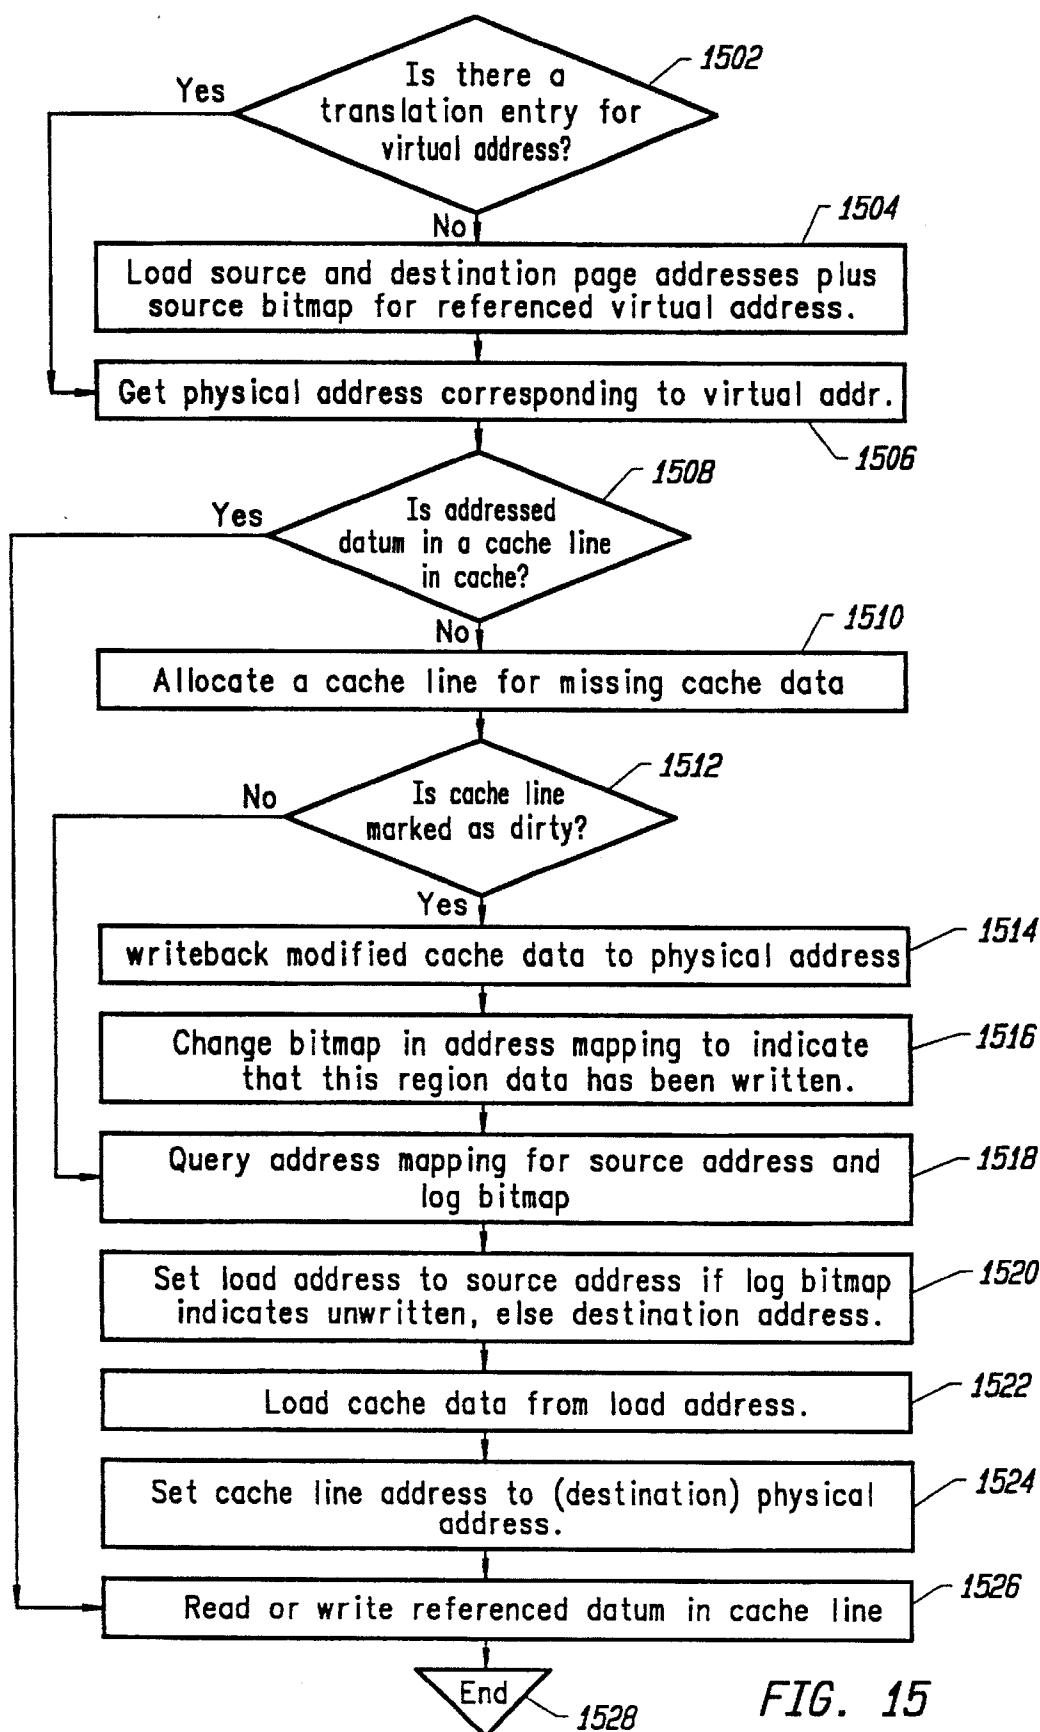 1502
Is there a
translation entry for
virtual address?
Yes
No
1504
Load source and destination page addresses plus
source bitmap for referenced virtual address.
Get physical address corresponding to virtual addr.
1506
1508
Yes
Is addressed
datum in a cache line
in cache?
No
1510
Allocate a cache line for missing cache data
1512
No
Is cache line
marked as dirty?
Yes
1514
writeback modified cache data to physical address
1516
Change bitmap in address mapping to indicate
that this region data has been written.
1518
Query address mapping for source address and
log bitmap
1520
Set load address to source address if log bitmap
indicates unwritten, else destination address.
1522
Load cache data from load address.
1524
Set cache line address to (destination) physical
address.
1526
Read or write referenced datum in cache line
End
1528
FIG. 15